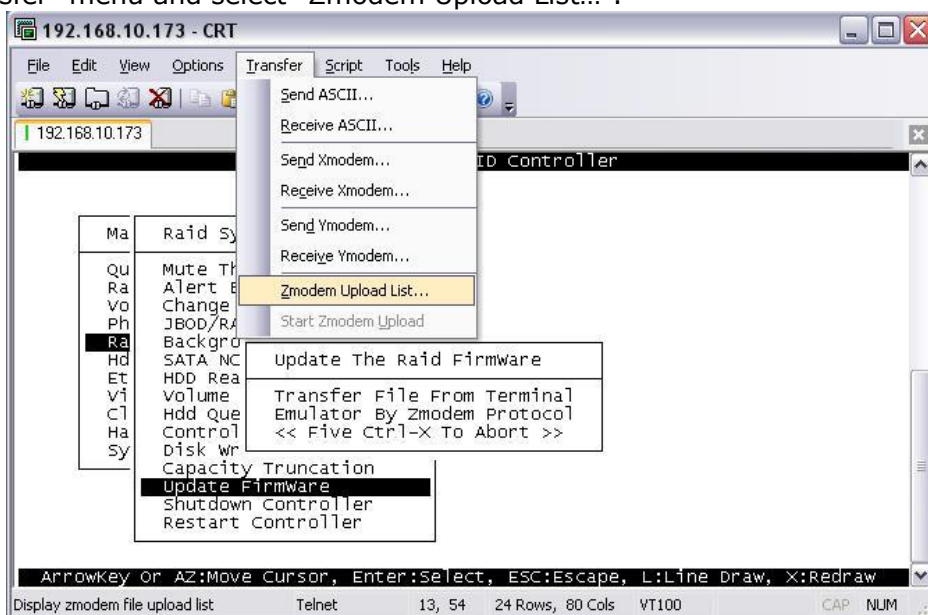 sfer" menu and select "Zmodem Upload List…".
192.168.10.173 - CRT
File Edit View Options Transfer Script Tools Help
192.168.10.173
Send ASCII...
Receive ASCII...
Send Xmodem...
Receive Xmodem...
Send Ymodem...
Receive Ymodem...
Zmodem Upload List...
Start Zmodem Upload
ID Controller
Ma
Qu
Ra
Vo
Ph
Ra
Hd
Et
Vi
Cl
Ha
Sy
Raid Sy
Mute Th
Alert B
Change
JBOD/RA
Backgro
SATA NC
HDD Rea
Volume
Hdd Que
Control
Disk Wr
Capacity Truncation
Update FirmWare
Shutdown Controller
Restart Controller
Update The Raid FirmWare
Transfer File From Terminal
Emulator By Zmodem Protocol
<< Five Ctrl-X To Abort >>
ArrowKey Or AZ:Move Cursor, Enter:Select, ESC:Escape, L:Line Draw, X:Redraw
Display zmodem file upload list Telnet 13, 54 24 Rows, 80 Cols VT100 CAP NUM